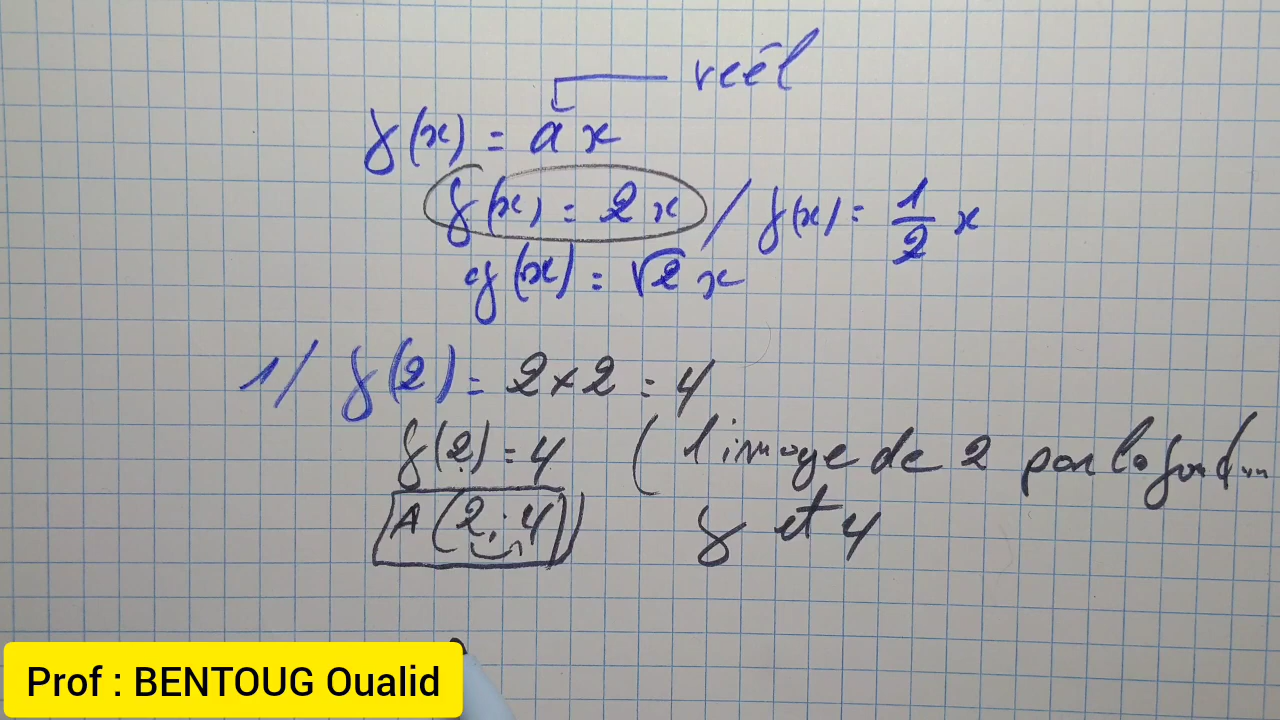 réel
f(x) = a x
f(x) = 2x / f(x) = 1/2 x
g(x) = √2 x
1/ f(2) = 2 × 2 = 4
f(2) = 4 ( l'image de 2 par la fonction
A(2; 4) f et 4
Prof : BENTOUG Oualid